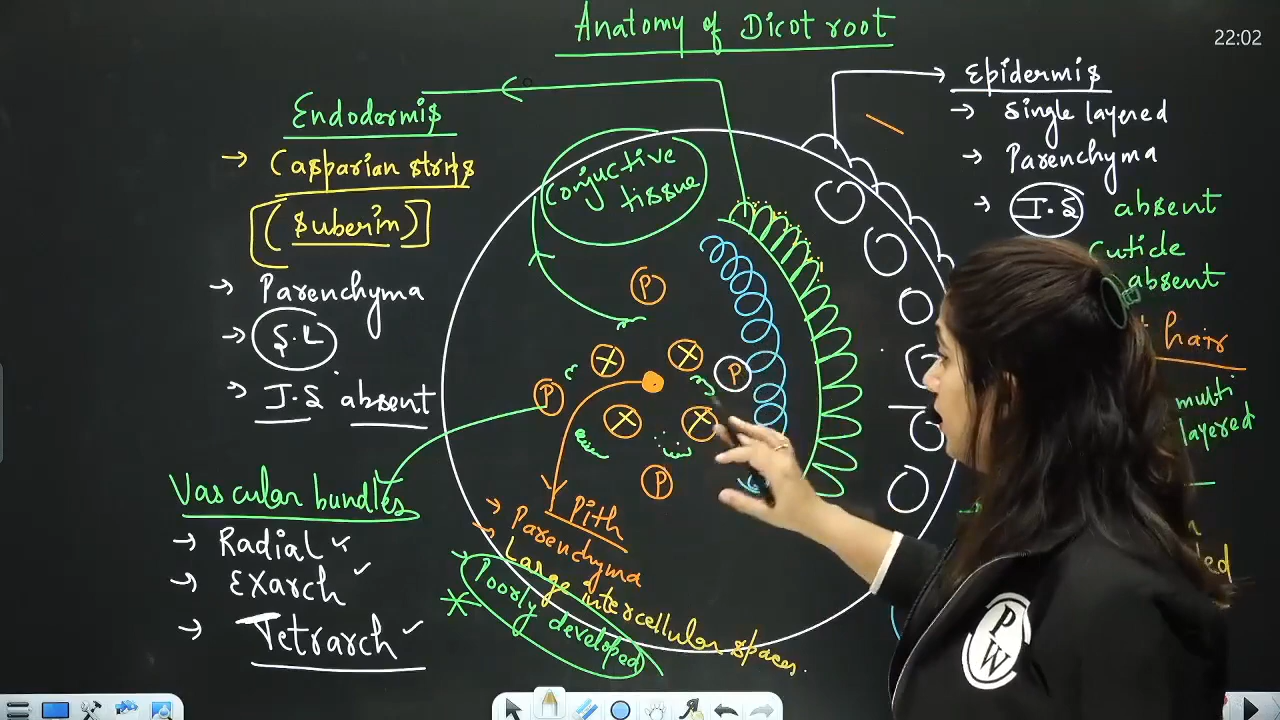 Anatomy of Dicot root
22:02
Endodermis
→ Casparian strips
(Suberin)
→ Parenchyma
→ S.L
→ I.S absent
Vascular bundles
→ Radial ✓
→ Exarch ✓
→ Tetrarch ✓
Conjuctive
tissue
P
X
X
P
P
X
X
P
Pith
→ Parenchyma
→ Large intercellular spaces.
→ Poorly developed
Epidermis
→ Single layered
→ Parenchyma
→ I.S absent
Cuticle
absent
hair
multi
layered
P
W